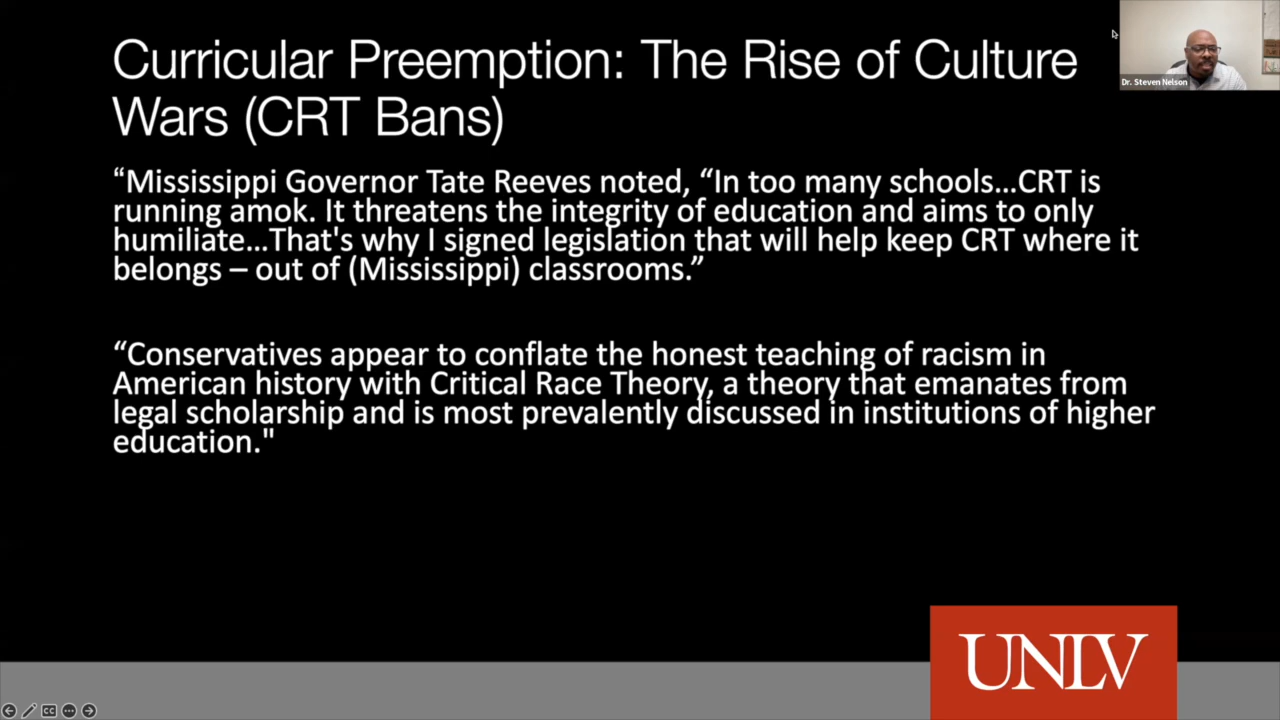 Curricular Preemption: The Rise of Culture
Wars (CRT Bans)
Dr. Steven Nelson
“Mississippi Governor Tate Reeves noted, “In too many schools...CRT is
running amok. It threatens the integrity of education and aims to only
humiliate...That's why I signed legislation that will help keep CRT where it
belongs – out of (Mississippi) classrooms.”
“Conservatives appear to conflate the honest teaching of racism in
American history with Critical Race Theory, a theory that emanates from
legal scholarship and is most prevalently discussed in institutions of higher
education."
UNLV
CC